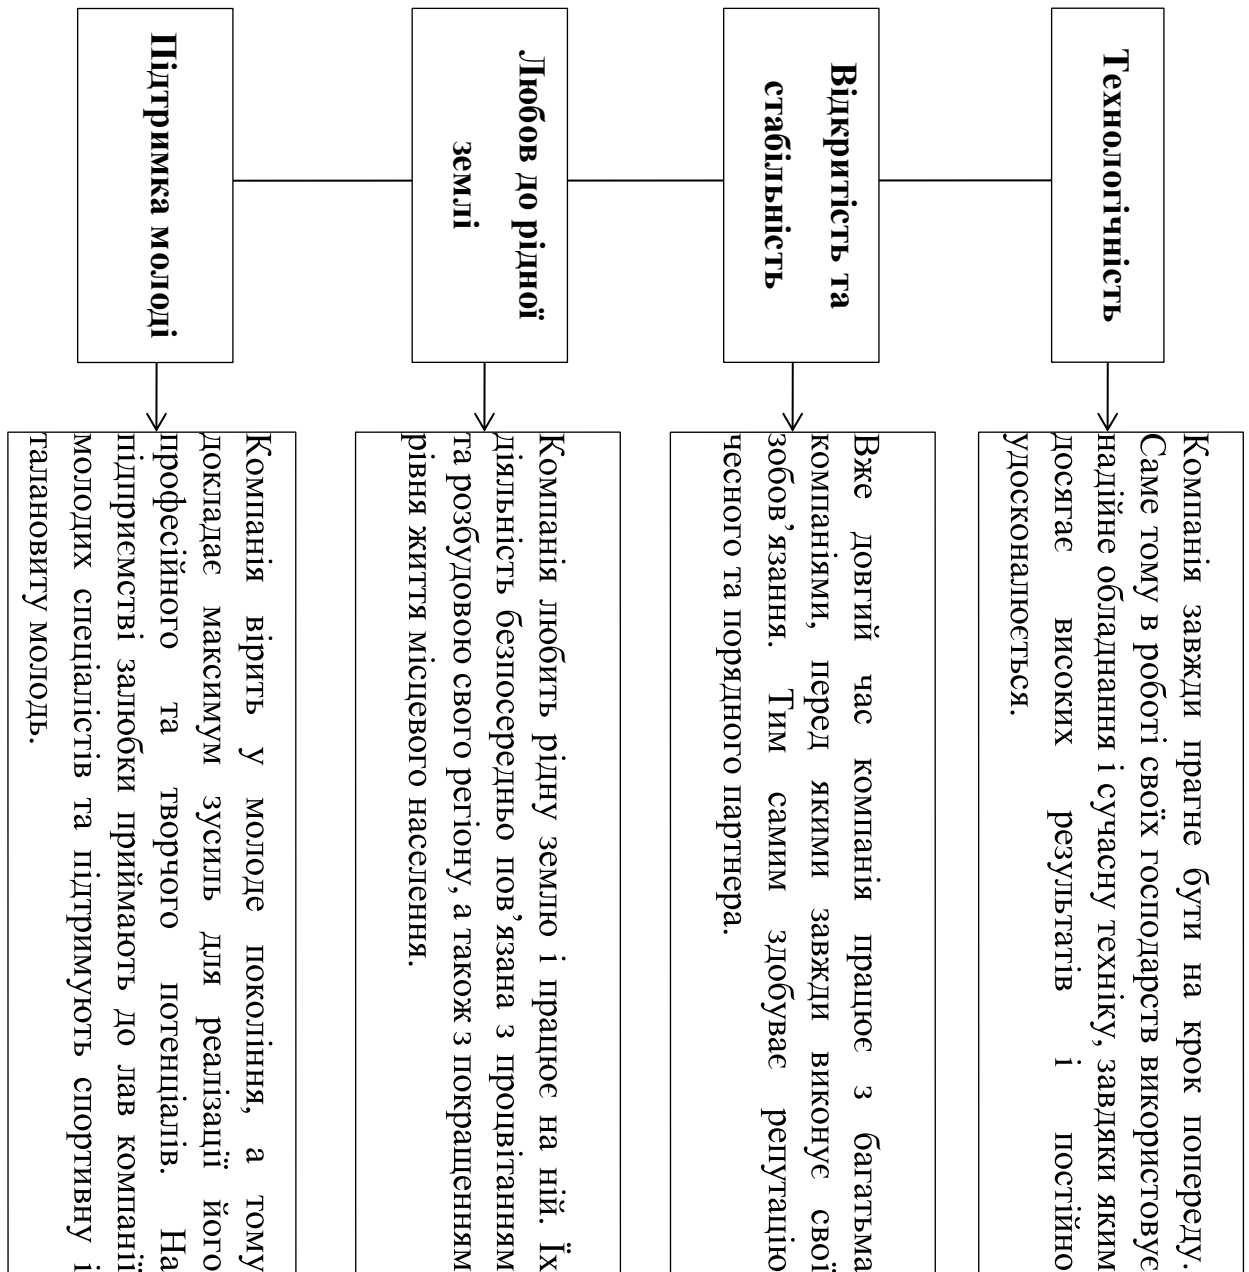 Технологічність
Компанія завжди прагне бути на крок попереду.
Саме тому в роботі своїх господарств використовує
надійне обладнання і сучасну техніку, завдяки яким
досягає високих результатів і постійно
удосконалюється.
Відкритість та
стабільність
Вже довгий час компанія працює з багатьма
компаніями, перед якими завжди виконує свої
зобов’язання. Тим самим здобуває репутацію
чесного та порядного партнера.
Любов до рідної
землі
Компанія любить рідну землю і працює на ній. Їх
діяльність безпосередньо пов’язана з процвітанням
та розбудовою свого регіону, а також з покращенням
рівня життя місцевого населення.
Підтримка молоді
Компанія вірить у молоде покоління, а тому
докладає максимум зусиль для реалізації його
професійного та творчого потенціалів. На
підприємстві залюбки приймають до лав компанії
молодих спеціалістів та підтримують спортивну і
талановиту молодь.